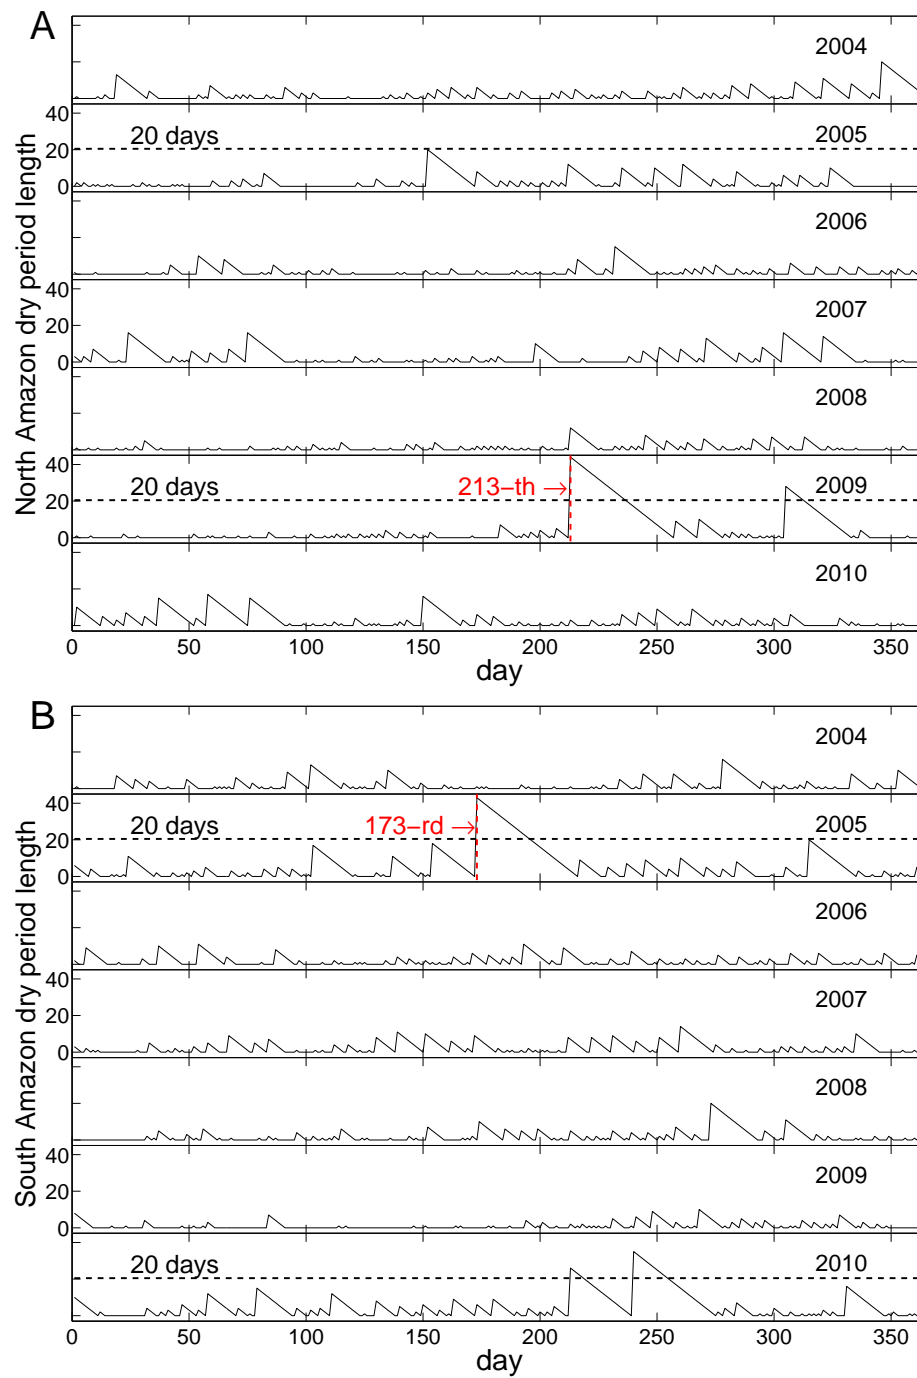 A
North Amazon dry period length
2004
40
20
0
20 days
2005
2006
40
20
0
2007
2008
40
20
0
20 days
213−th →
2009
2010
0 50 100 150 200 250 300 350
day
B
South Amazon dry period length
2004
40
20
0
20 days
173−rd →
2005
2006
40
20
0
2007
2008
40
20
0
2009
20 days
2010
0 50 100 150 200 250 300 350
day